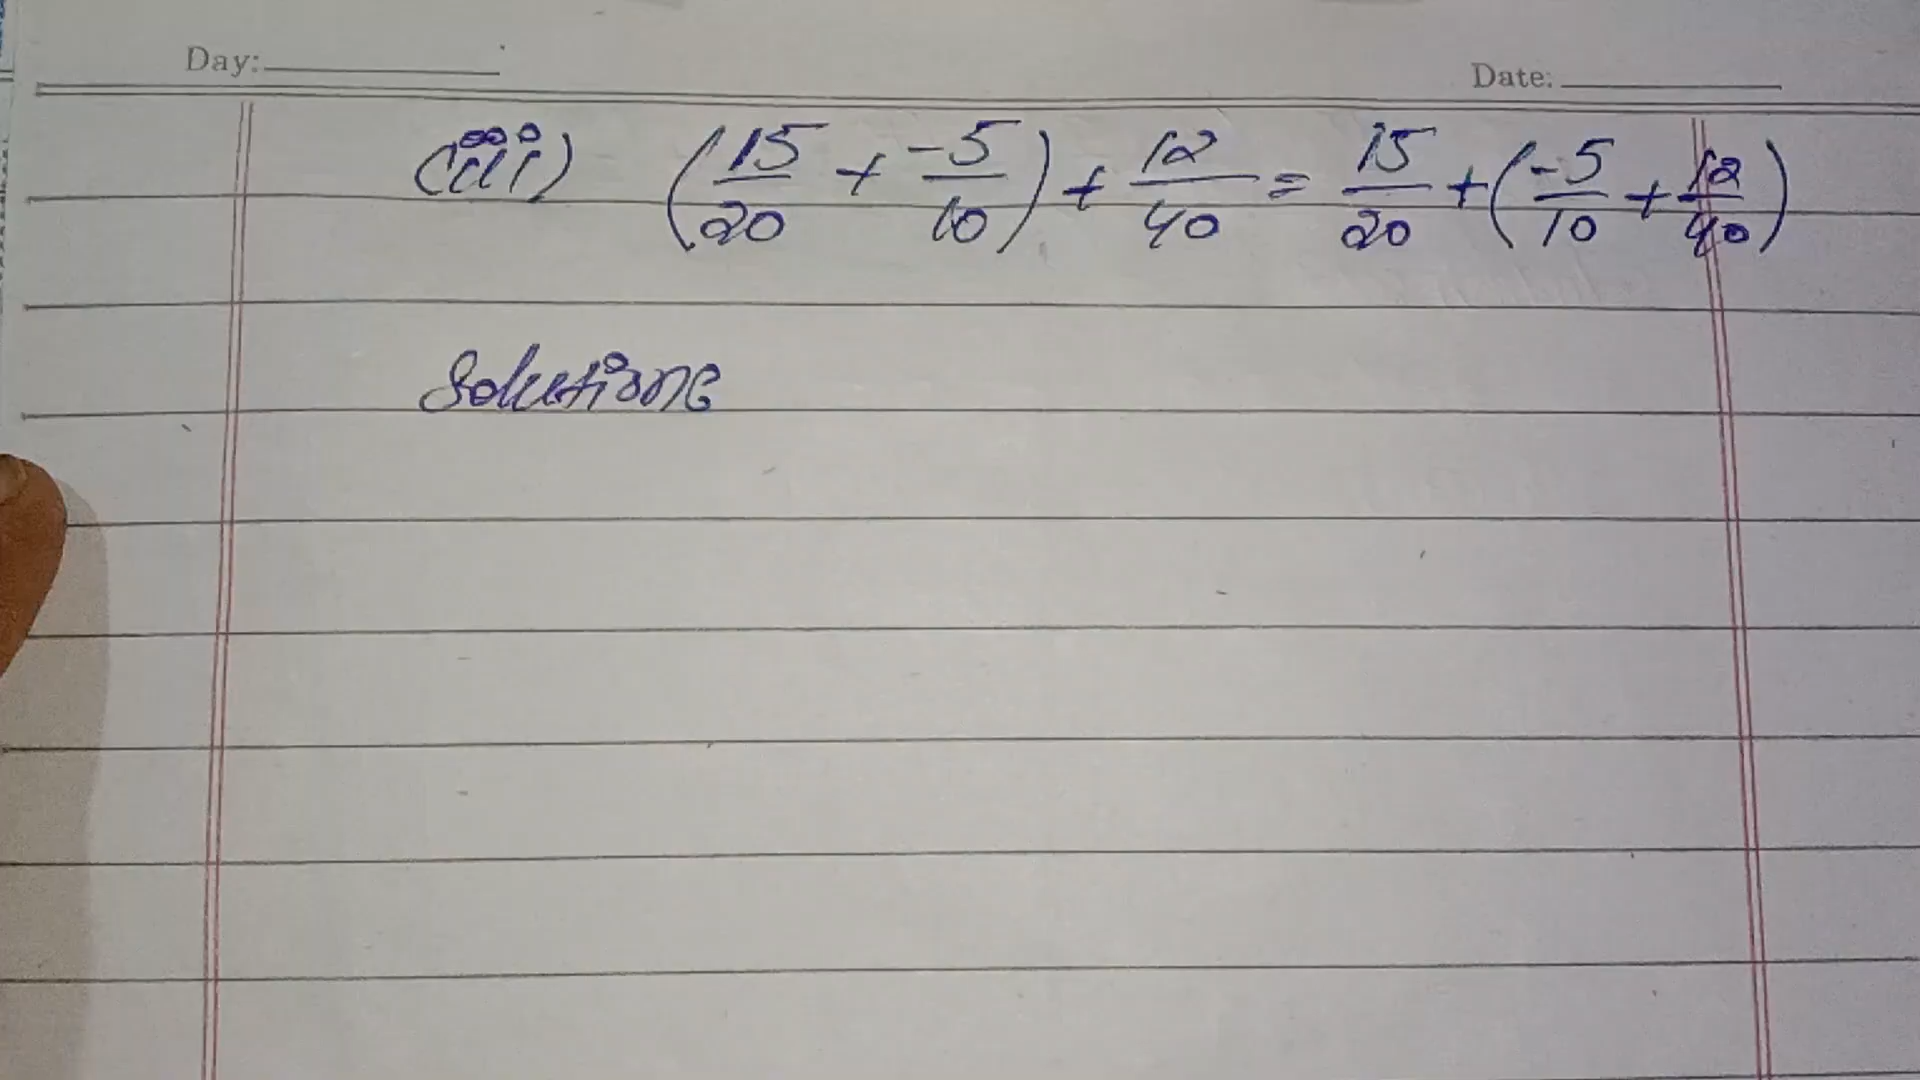 Day: Date:
(iii) (15/20 + -5/10) + 12/40 = 15/20 + (-5/10 + 12/40)
Solution: